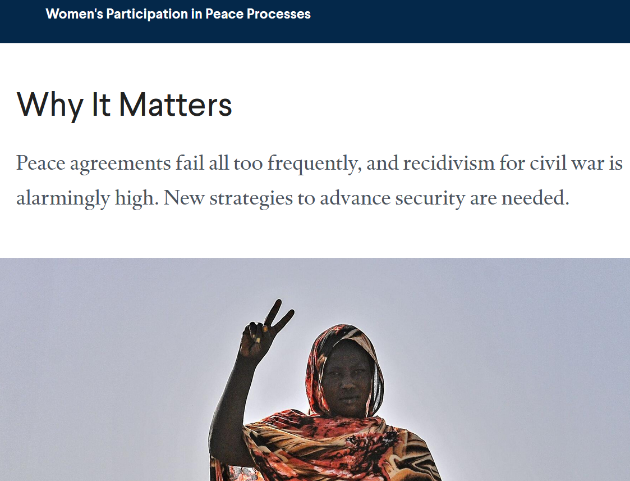 Women's Participation in Peace Processes
Why It Matters
Peace agreements fail all too frequently, and recidivism for civil war is
alarmingly high. New strategies to advance security are needed.